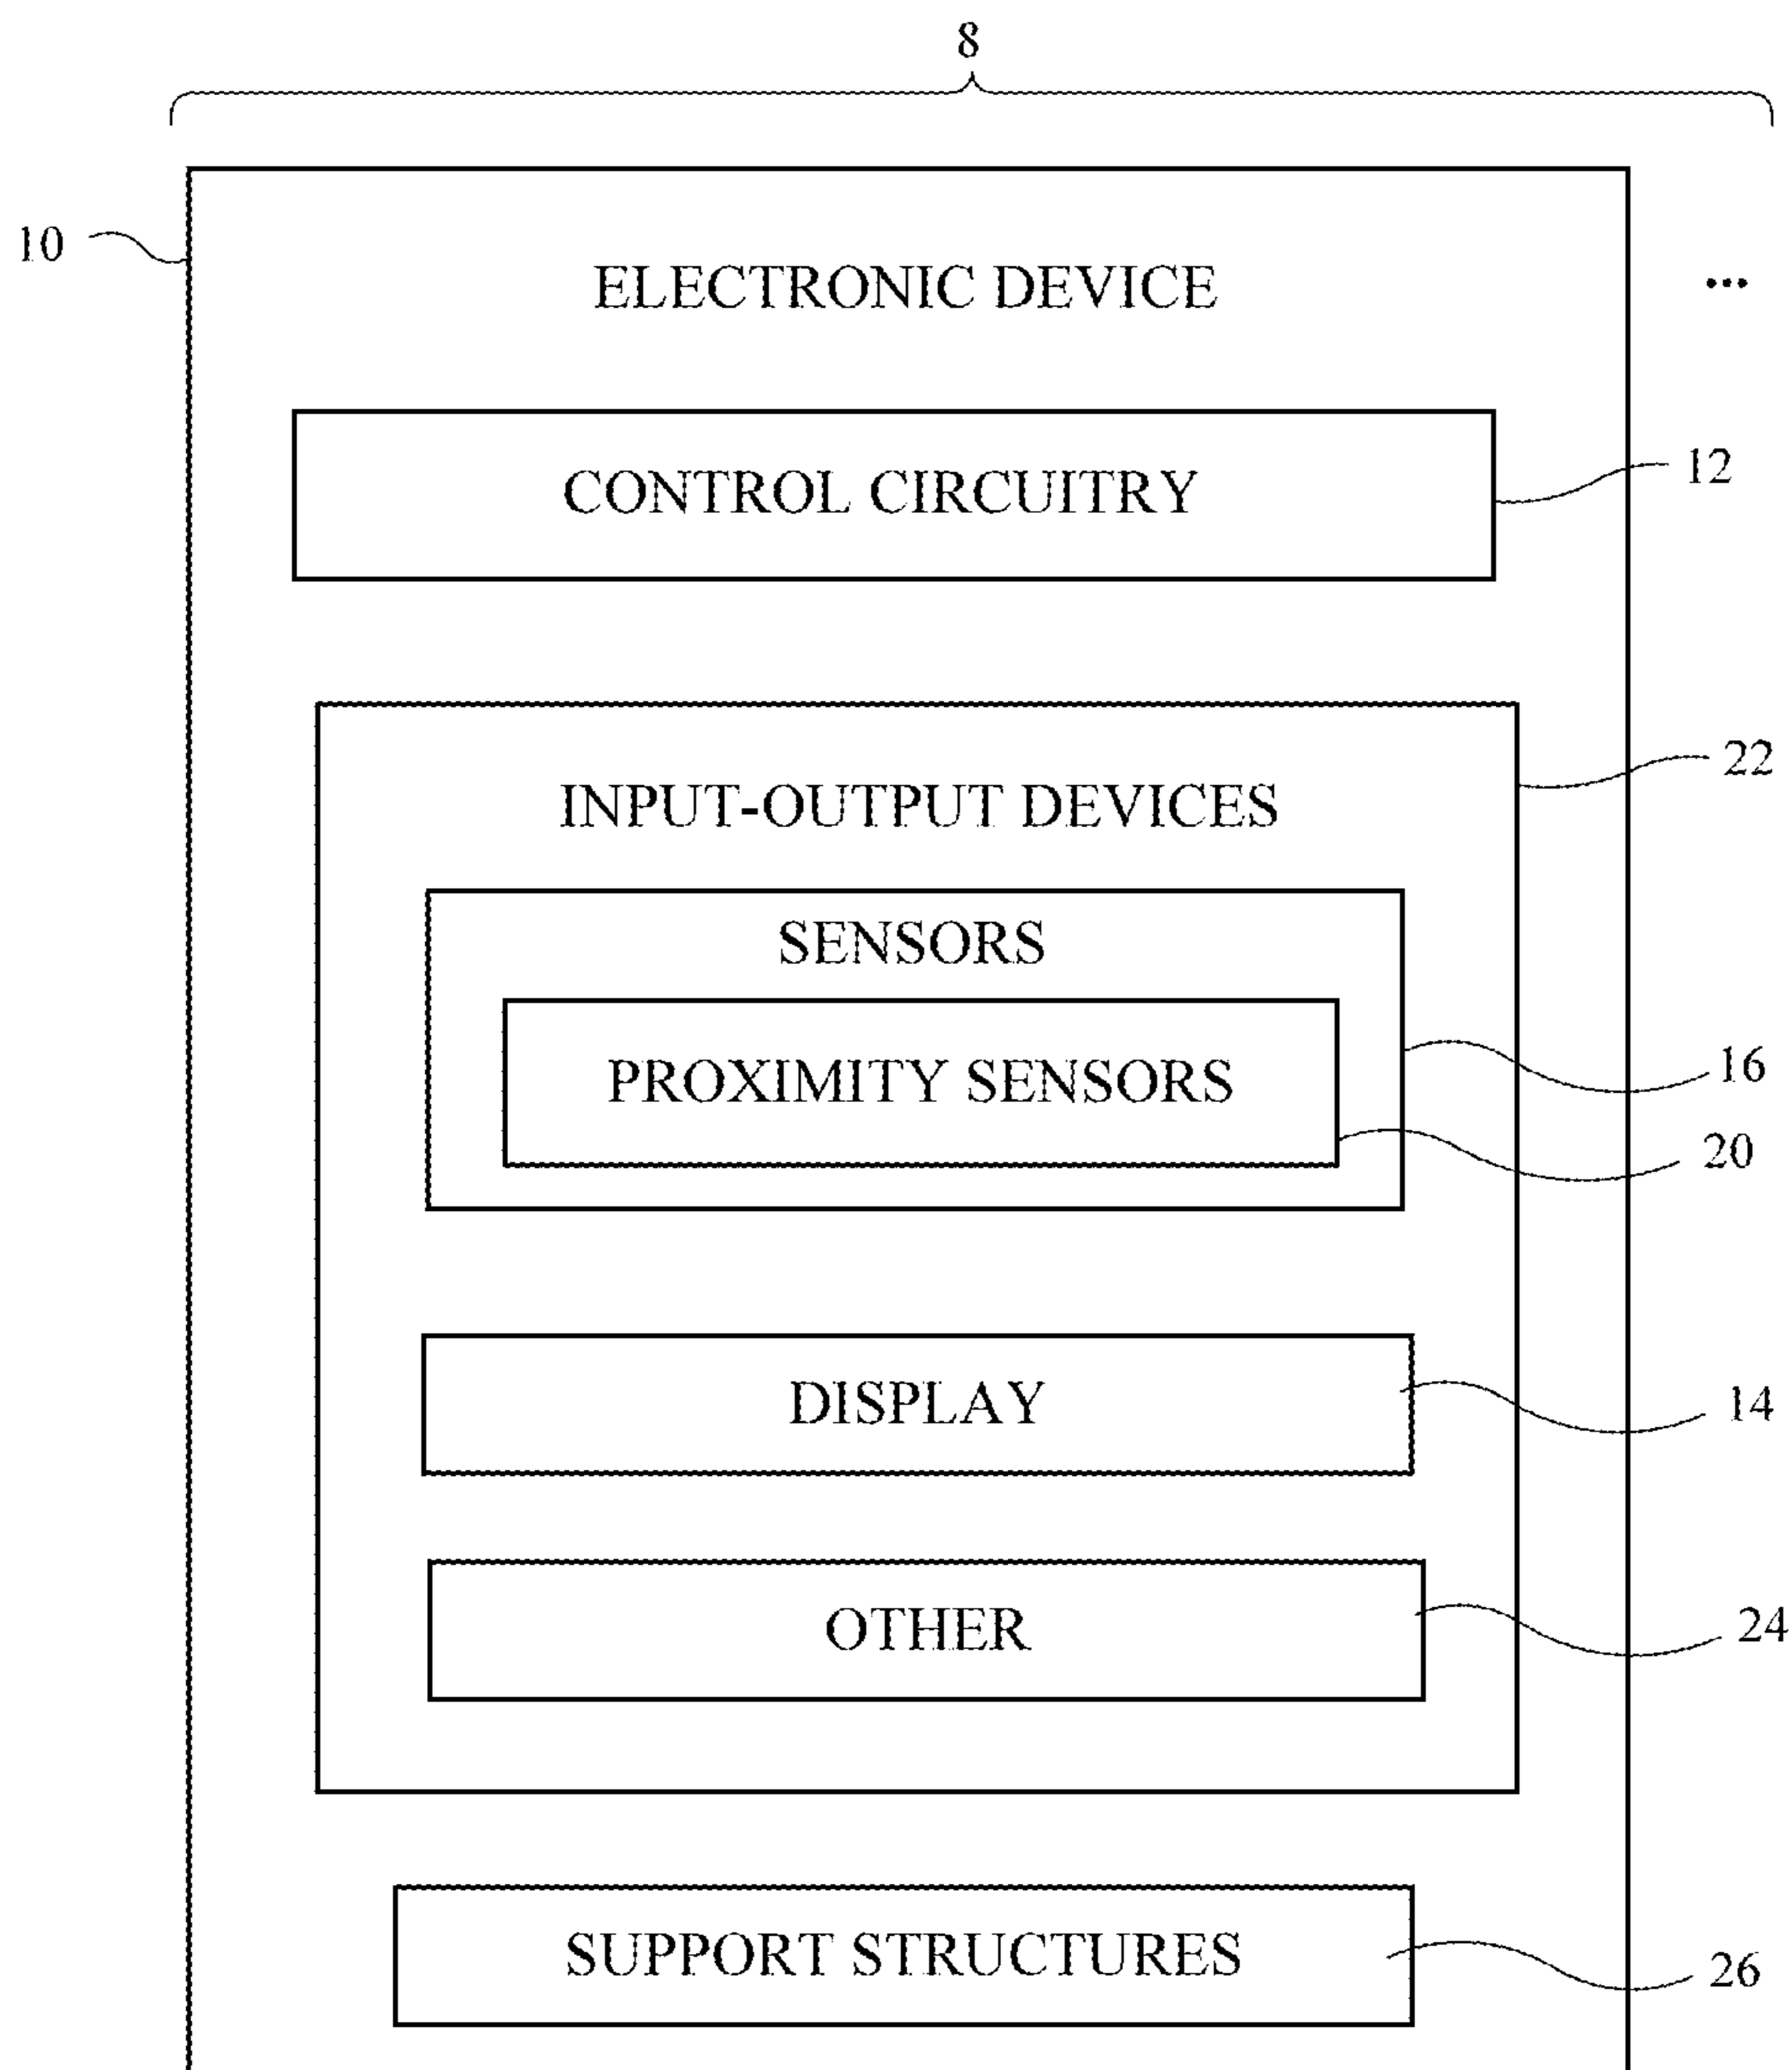 8
10
ELECTRONIC DEVICE ...
CONTROL CIRCUITRY
12
INPUT-OUTPUT DEVICES
22
SENSORS
PROXIMITY SENSORS
16
20
DISPLAY
14
OTHER
24
SUPPORT STRUCTURES
26